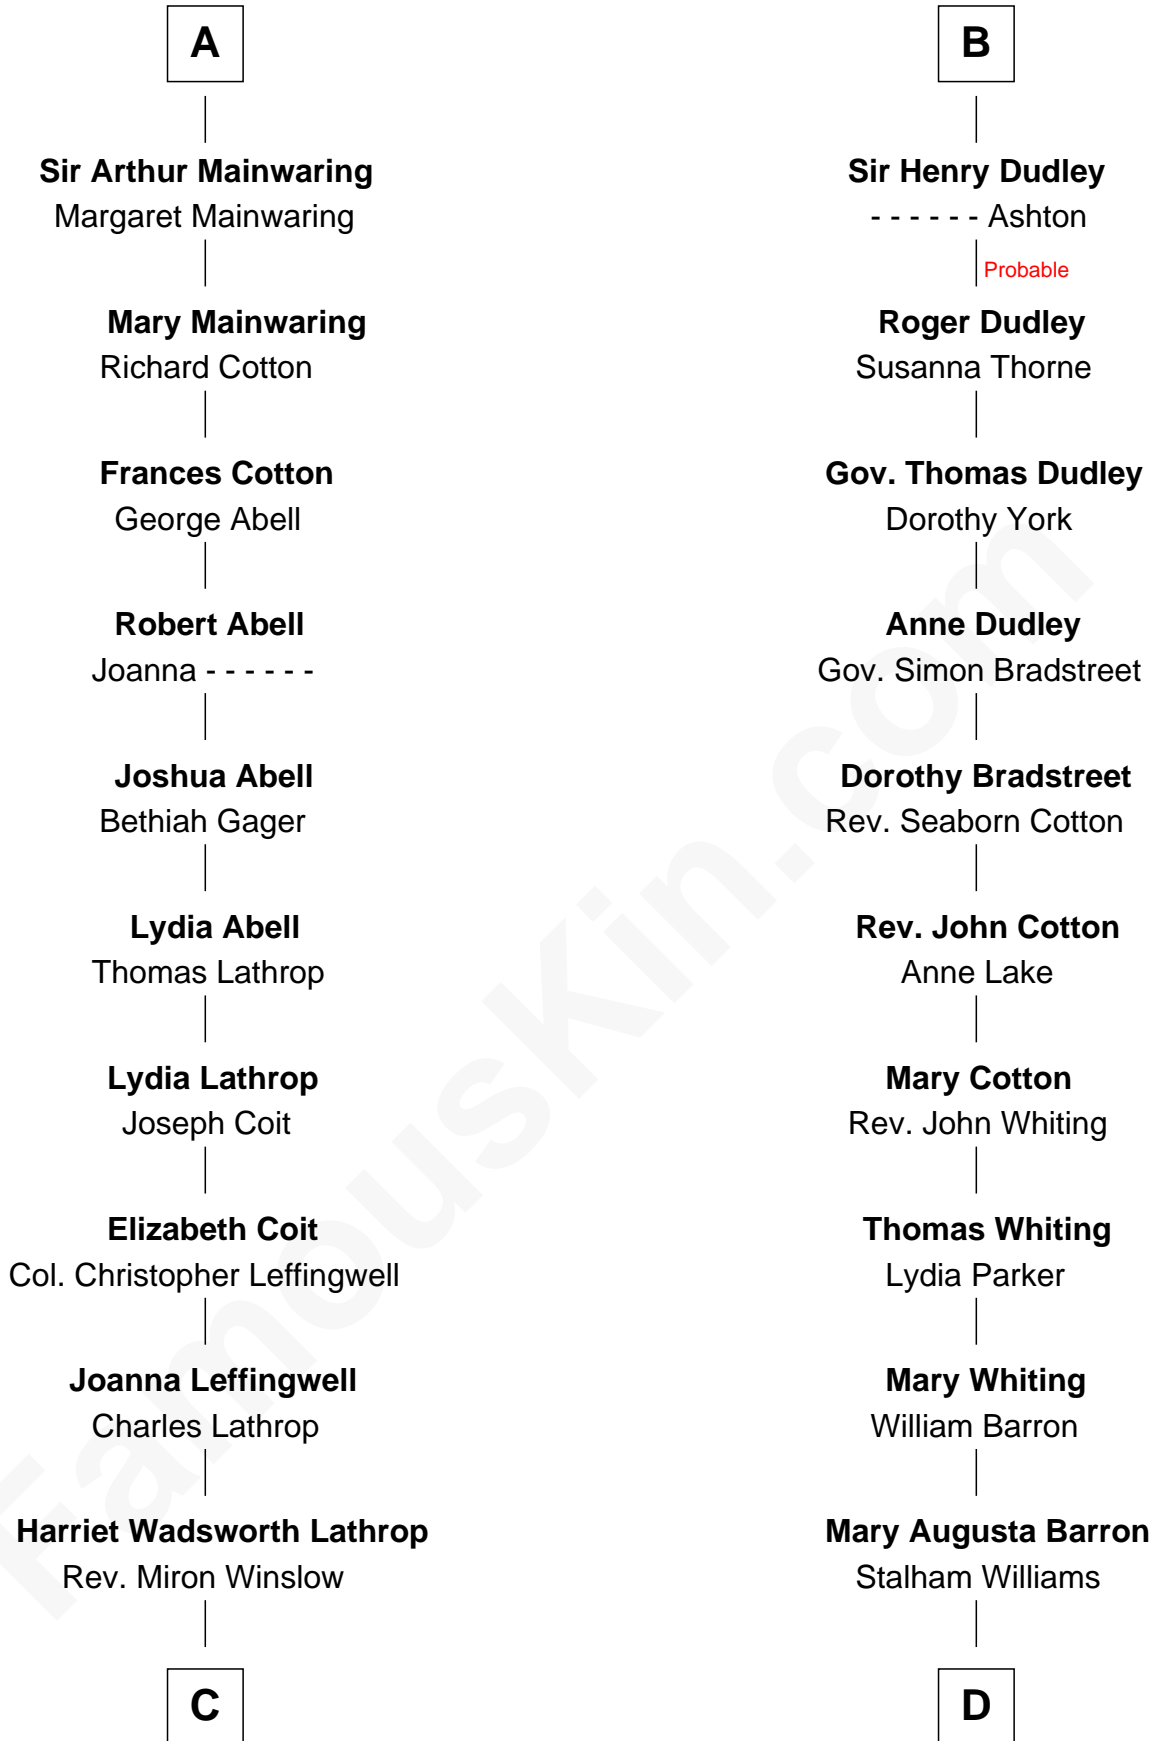 A
Sir Arthur Mainwaring
Margaret Mainwaring
Mary Mainwaring
Richard Cotton
Frances Cotton
George Abell
Robert Abell
Joanna - - - - - -
Joshua Abell
Bethiah Gager
Lydia Abell
Thomas Lathrop
Lydia Lathrop
Joseph Coit
Elizabeth Coit
Col. Christopher Leffingwell
Joanna Leffingwell
Charles Lathrop
Harriet Wadsworth Lathrop
Rev. Miron Winslow
C
B
Sir Henry Dudley
- - - - - - Ashton
Probable
Roger Dudley
Susanna Thorne
Gov. Thomas Dudley
Dorothy York
Anne Dudley
Gov. Simon Bradstreet
Dorothy Bradstreet
Rev. Seaborn Cotton
Rev. John Cotton
Anne Lake
Mary Cotton
Rev. John Whiting
Thomas Whiting
Lydia Parker
Mary Whiting
William Barron
Mary Augusta Barron
Stalham Williams
D
FamousKin.com